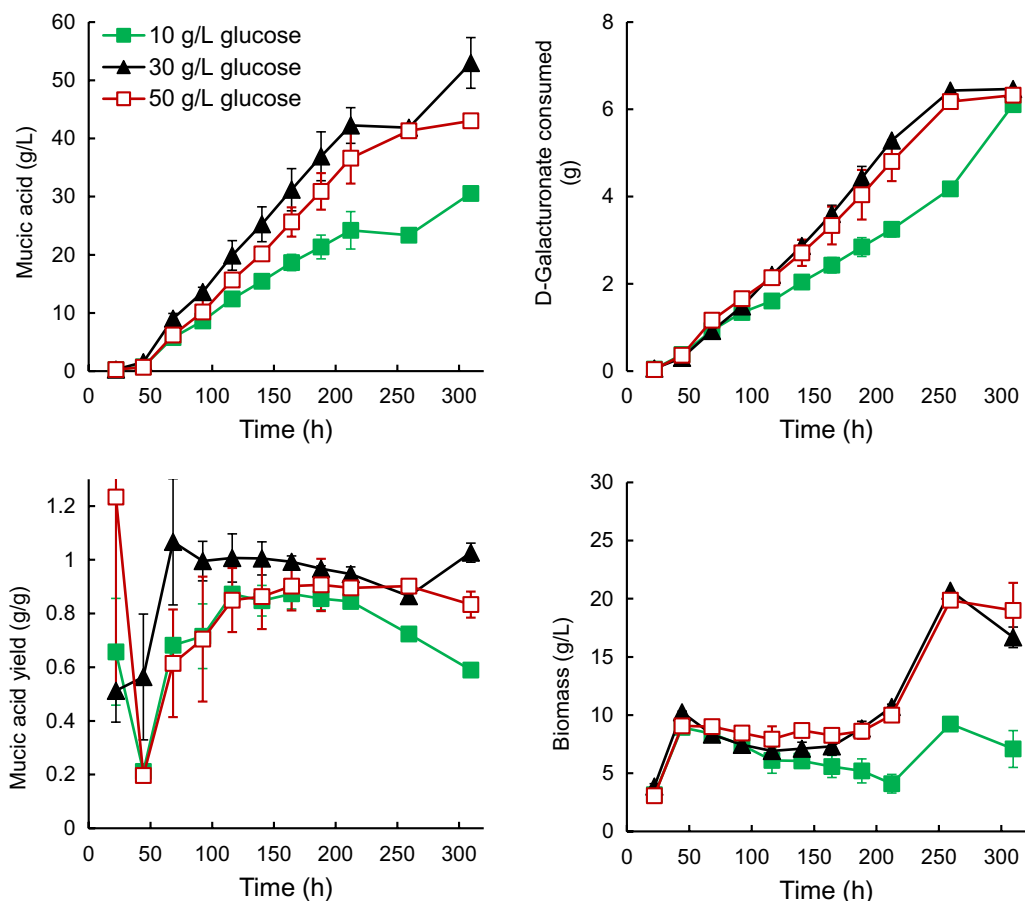 Mucic acid (g/L)
60
50
40
30
20
10
0
10 g/L glucose
30 g/L glucose
50 g/L glucose
0 50 100 150 200 250 300
Time (h)
D-Galacturonate consumed
(g)
8
6
4
2
0
0 50 100 150 200 250 300
Time (h)
Mucic acid yield (g/g)
1.2
1
0.8
0.6
0.4
0.2
0
0 50 100 150 200 250 300
Time (h)
Biomass (g/L)
30
25
20
15
10
5
0
0 50 100 150 200 250 300
Time (h)